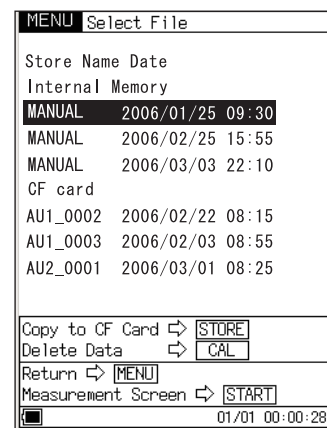 MENU Select File
Store Name Date
Internal Memory
MANUAL 2006/01/25 09:30
MANUAL 2006/02/25 15:55
MANUAL 2006/03/03 22:10
CF card
AU1_0002 2006/02/22 08:15
AU1_0003 2006/02/03 08:55
AU2_0001 2006/03/01 08:25
Copy to CF Card ⇨ STORE
Delete Data ⇨ CAL
Return ⇨ MENU
Measurement Screen ⇨ START
01/01 00:00:28